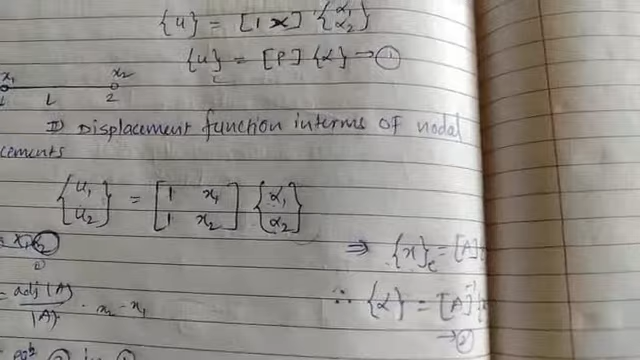 {u} = [1 x] {α₁ α₂}
{u} = [P] {α} → ①
x₁ x₂
1 L 2
II) Displacement function interms of nodal
cements
{u₁ u₂} = [1 x₁ 1 x₂] {α₁ α₂}
⇒ {x}e = [A]
= adj(A) / |A| · x₂ - x₁
∴ {α} = [A]⁻¹
→ ②